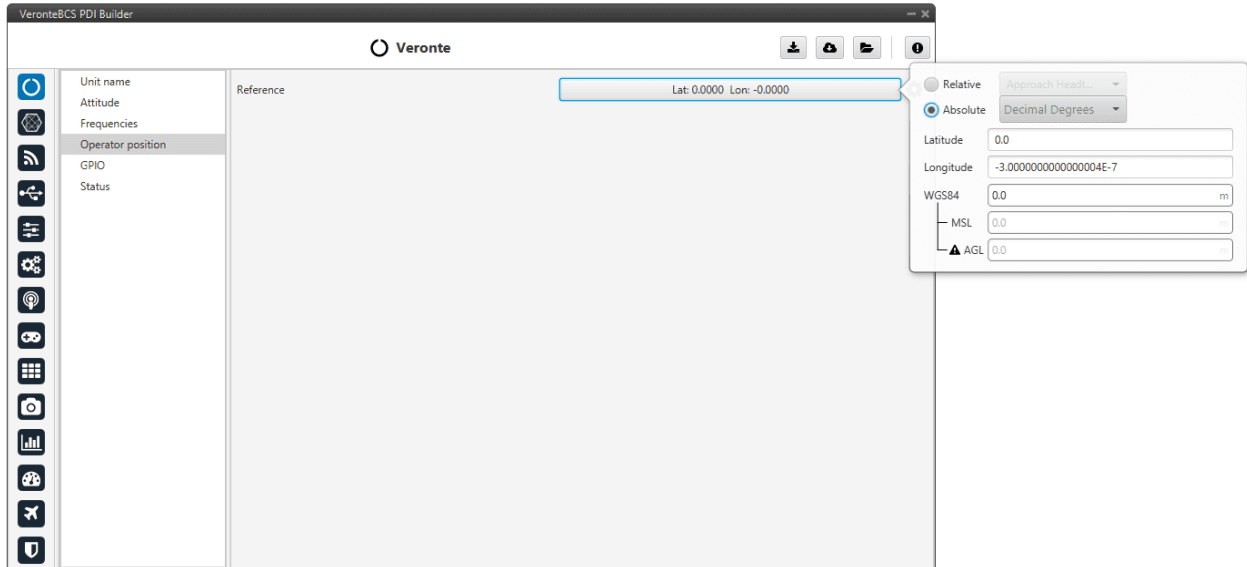 VeronteBCS PDI Builder
Veronte
Unit name
Attitude
Frequencies
Operator position
GPIO
Status
Reference
Lat: 0.0000 Lon: -0.0000
Relative
Approach Headt...
Absolute
Decimal Degrees
Latitude
0.0
Longitude
-3.0000000000000004E-7
WGS84
0.0
m
MSL
0.0
m
AGL
0.0
m